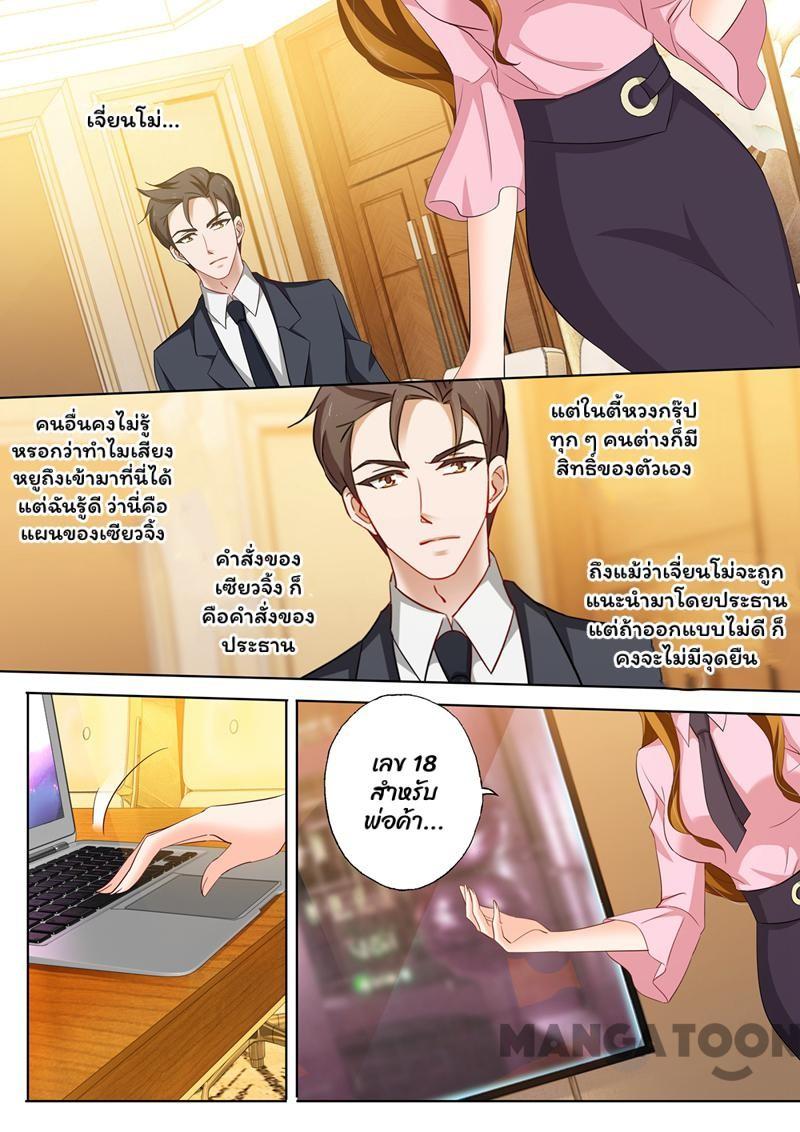 เจี่ยนโม่...
คนอื่นคงไม่รู้
หรอกว่าทำไมเสียง
หยูถึงเข้ามาที่นี่ได้
แต่ฉันรู้ดี ว่านี่คือ
แผนของเซียวจิ้ง
แต่ในตี้หวงกรุ๊ป
ทุก ๆ คนต่างก็มี
สิทธิ์ของตัวเอง
คำสั่งของ
เซียวจิ้ง ก็
คือคำสั่งของ
ประธาน
ถึงแม้ว่าเจี่ยนโม่จะถูก
แนะนำมาโดยประธาน
แต่ถ้าออกแบบไม่ดี ก็
คงจะไม่มีจุดยืน
เลข 18
สำหรับ
พ่อค้า...
MANGATOON